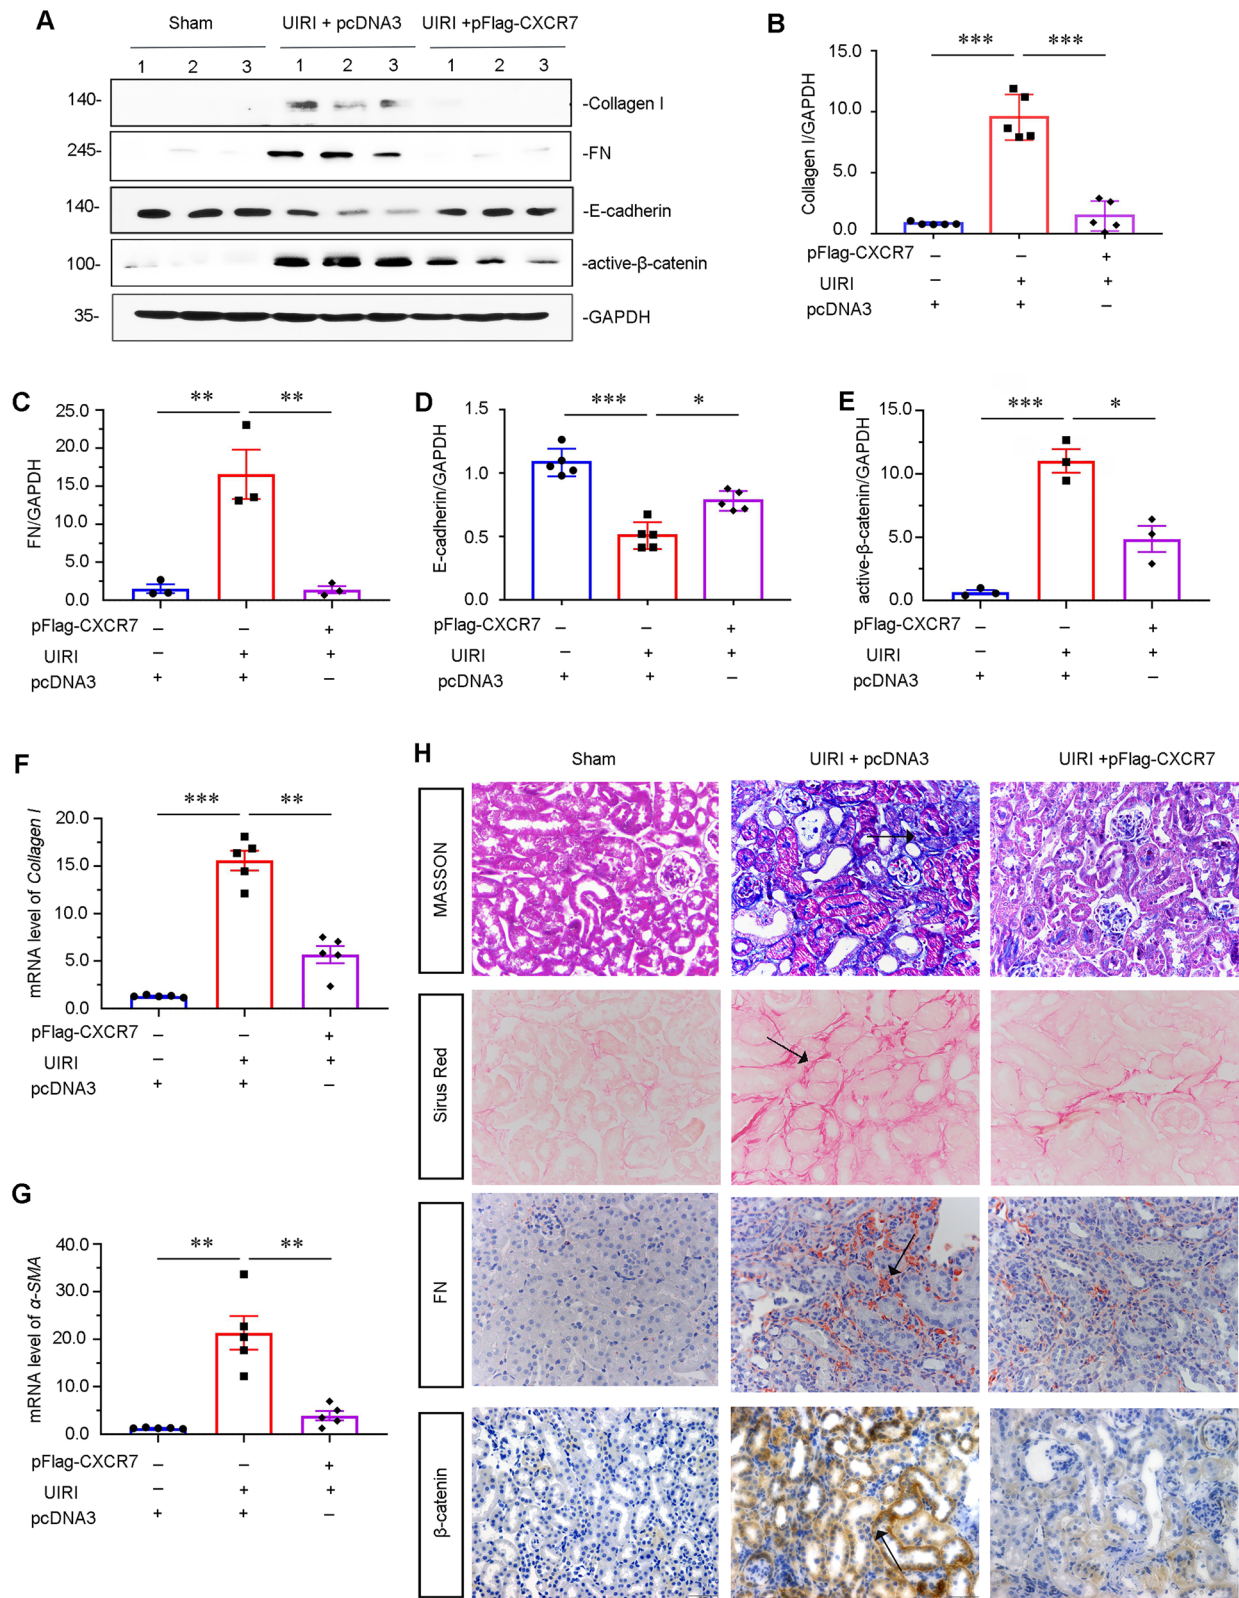 A
Sham
UIRI + pcDNA3
UIRI +pFlag-CXCR7
1 2 3 1 2 3 1 2 3
140-
-Collagen I
245-
-FN
140-
-E-cadherin
100-
-active-β-catenin
35-
-GAPDH
B
Collagen I/GAPDH
15.0
10.0
5.0
0.0
*** ***
pFlag-CXCR7 – – +
UIRI – + +
pcDNA3 + + –
C
FN/GAPDH
25.0
20.0
15.0
10.0
5.0
0.0
** **
pFlag-CXCR7 – – +
UIRI – + +
pcDNA3 + + –
D
E-cadherin/GAPDH
1.5
1.0
0.5
0.0
*** *
pFlag-CXCR7 – – +
UIRI – + +
pcDNA3 + + –
E
active-β-catenin/GAPDH
15.0
10.0
5.0
0.0
*** *
pFlag-CXCR7 – – +
UIRI – + +
pcDNA3 + + –
F
mRNA level of Collagen I
20.0
15.0
10.0
5.0
0.0
*** **
pFlag-CXCR7 – – +
UIRI – + +
pcDNA3 + + –
G
mRNA level of α-SMA
40.0
30.0
20.0
10.0
0.0
** **
pFlag-CXCR7 – – +
UIRI – + +
pcDNA3 + + –
H
Sham
UIRI + pcDNA3
UIRI +pFlag-CXCR7
MASSON
Sirus Red
FN
β-catenin